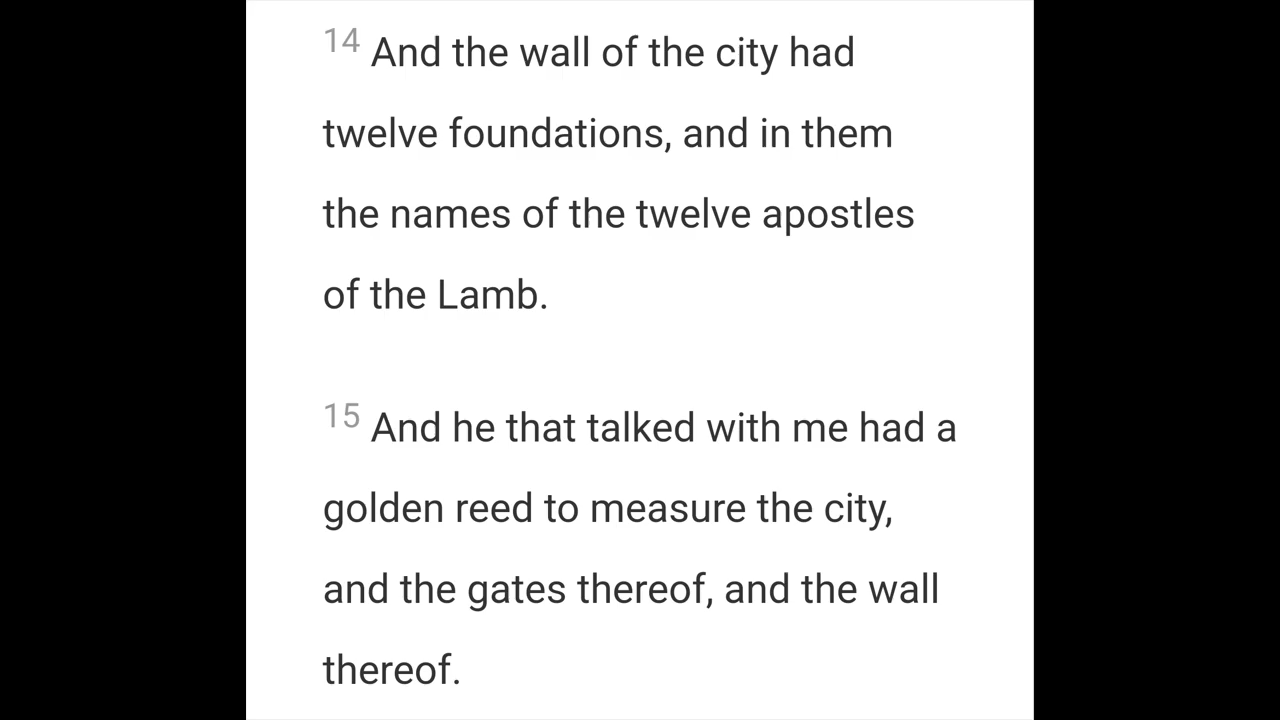 14 And the wall of the city had
twelve foundations, and in them
the names of the twelve apostles
of the Lamb.
15 And he that talked with me had a
golden reed to measure the city,
and the gates thereof, and the wall
thereof.